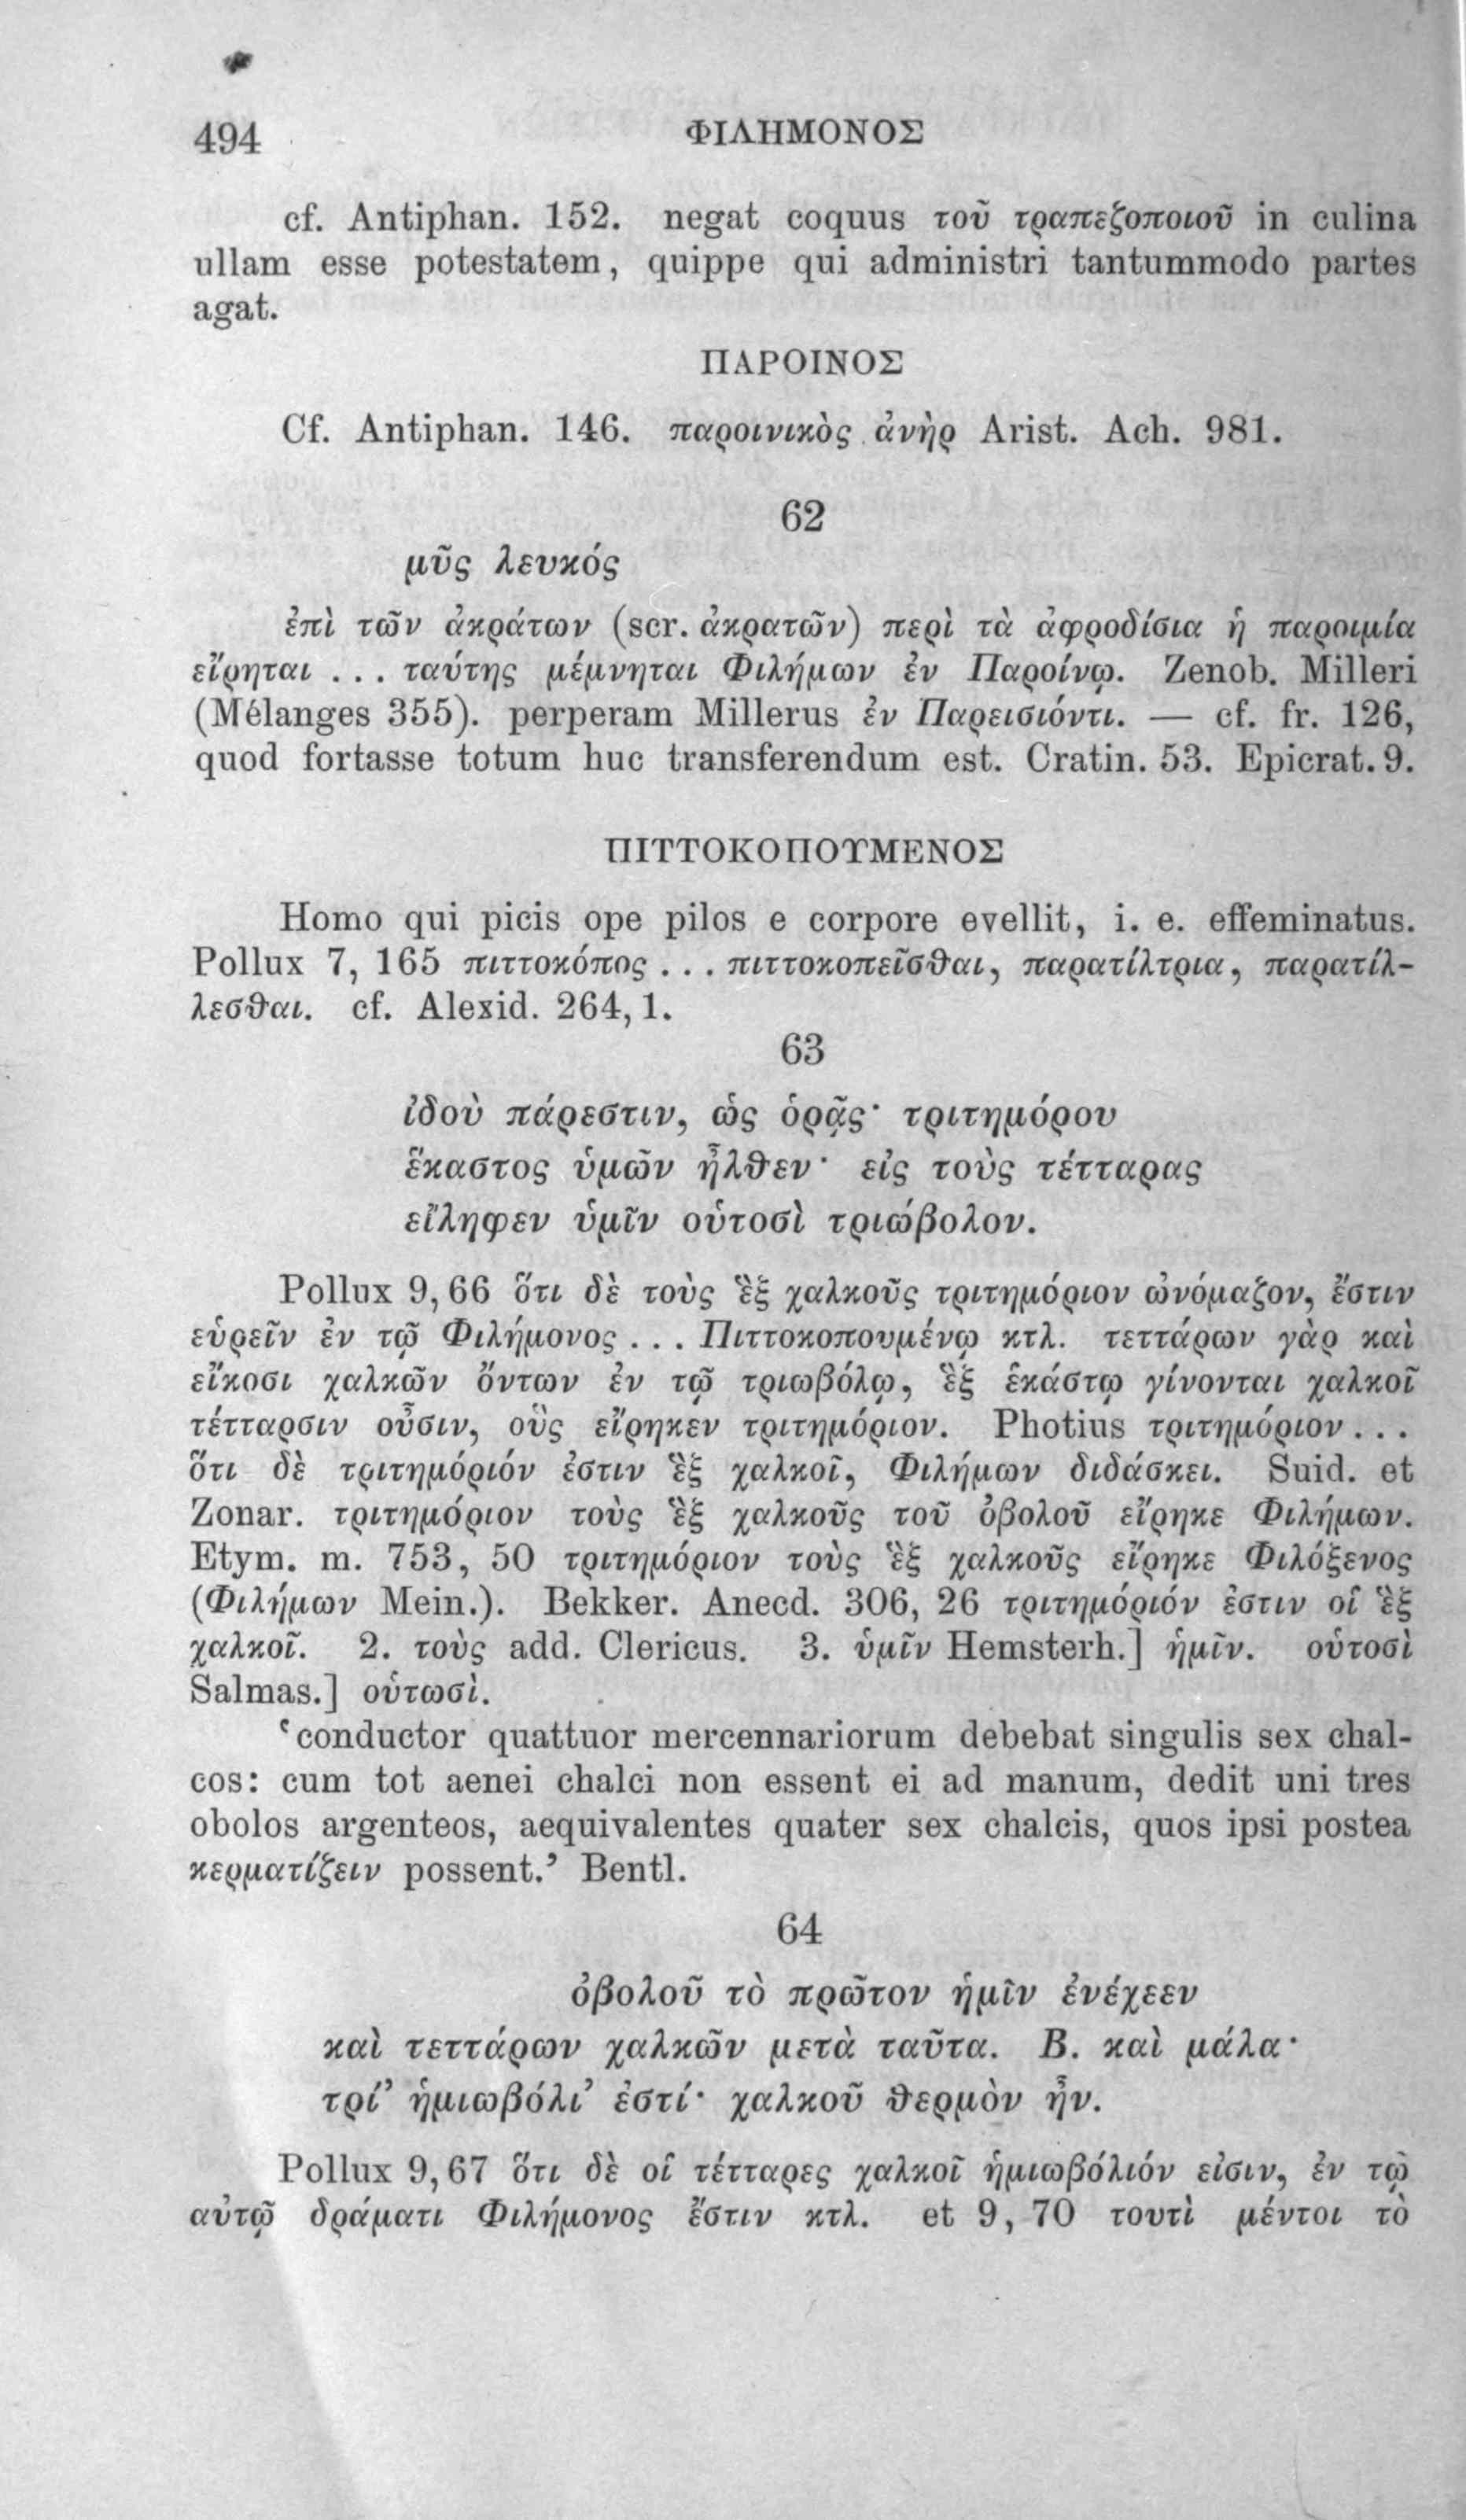 494
ΦΙΛΗΜΟΝΟΣ
cf. Antiphan. 152. negat coquus τοῦ τραπεζοποιοῦ in culina
ullam esse potestatem, quippe qui administri tantummodo partes
agat.
ΠΑΡΟΙΝΟΣ
Cf. Antiphan. 146. παροινικὸς ἀνὴρ Arist. Ach. 981.
62
μῦς λευκός
ἐπὶ τῶν ἀκράτων (scr. ἀκρατῶν) περὶ τὰ ἀφροδίσια ἡ παροιμία
εἴρηται ... ταύτης μέμνηται Φιλήμων ἐν Παροίνῳ. Zenob. Milleri
(Mélanges 355). perperam Millerus ἐν Παρεισιόντι. — cf. fr. 126,
quod fortasse totum huc transferendum est. Cratin. 53. Epicrat. 9.
ΠΙΤΤΟΚΟΠΟΥΜΕΝΟΣ
Homo qui picis ope pilos e corpore evellit, i. e. effeminatus.
Pollux 7, 165 πιττοκόπος ... πιττοκοπεῖσθαι, παρατίλτρια, παρατίλ-
λεσθαι. cf. Alexid. 264, 1.
63
ἰδοὺ πάρεστιν, ὡς ὁρᾷς· τριτημόρου
ἕκαστος ὑμῶν ἦλθεν· εἰς τοὺς τέτταρας
εἴληφεν ὑμῖν οὑτοσὶ τριώβολον.
Pollux 9, 66 ὅτι δὲ τοὺς ἓξ χαλκοῦς τριτημόριον ὠνόμαζον, ἔστιν
εὑρεῖν ἐν τῷ Φιλήμονος ... Πιττοκοπουμένῳ κτλ. τεττάρων γὰρ καὶ
εἴκοσι χαλκῶν ὄντων ἐν τῷ τριωβόλῳ, ἓξ ἑκάστῳ γίνονται χαλκοῖ
τέτταρσιν οὖσιν, οὓς εἴρηκεν τριτημόριον. Photius τριτημόριον ...
ὅτι δὲ τριτημόριόν ἐστιν ἓξ χαλκοῖ, Φιλήμων διδάσκει. Suid. et
Zonar. τριτημόριον τοὺς ἓξ χαλκοῦς τοῦ ὀβολοῦ εἴρηκε Φιλήμων.
Etym. m. 753, 50 τριτημόριον τοὺς ἓξ χαλκοῦς εἴρηκε Φιλόξενος
(Φιλήμων Mein.). Bekker. Anecd. 306, 26 τριτημόριόν ἐστιν οἱ ἓξ
χαλκοῖ. 2. τοὺς add. Clericus. 3. ὑμῖν Hemsterh.] ἡμῖν. οὑτοσὶ
Salmas.] οὑτωσί.
‘conductor quattuor mercennariorum debebat singulis sex chal-
cos: cum tot aenei chalci non essent ei ad manum, dedit uni tres
obolos argenteos, aequivalentes quater sex chalcis, quos ipsi postea
κερματίζειν possent.’ Bentl.
64
ὀβολοῦ τὸ πρῶτον ἡμῖν ἐνέχεεν
καὶ τεττάρων χαλκῶν μετὰ ταῦτα. Β. καὶ μάλα·
τρί’ ἡμιωβόλι’ ἐστί· χαλκοῦ θερμὸν ἦν.
Pollux 9, 67 ὅτι δὲ οἱ τέτταρες χαλκοῖ ἡμιωβόλιόν εἰσιν, ἐν τῷ
αὐτῷ δράματι Φιλήμονος ἔστιν κτλ. et 9, 70 τουτὶ μέντοι τὸ